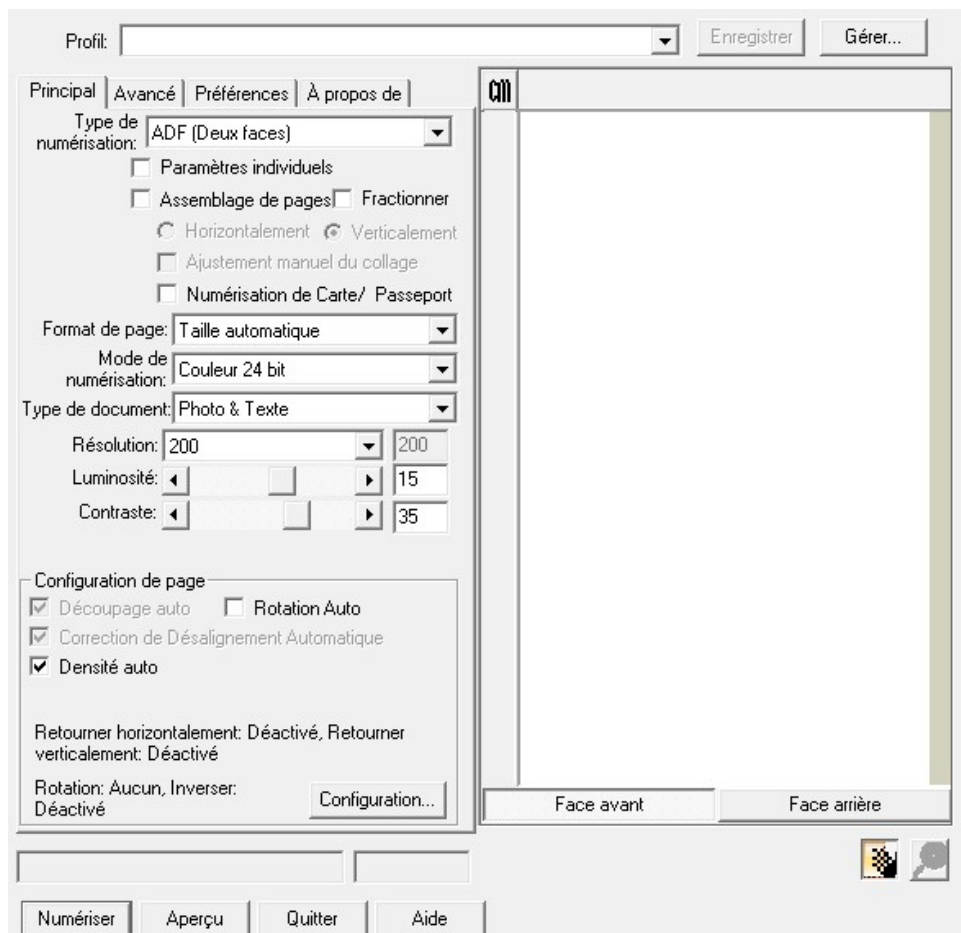 Profil: Enregistrer Gérer...
Principal Avancé Préférences À propos de cm
Type de numérisation: ADF (Deux faces)
Paramètres individuels
Assemblage de pages Fractionner
Horizontalement Verticalement
Ajustement manuel du collage
Numérisation de Carte/ Passeport
Format de page: Taille automatique
Mode de numérisation: Couleur 24 bit
Type de document: Photo & Texte
Résolution: 200 200
Luminosité: 15
Contraste: 35
Configuration de page
Découpage auto Rotation Auto
Correction de Désalignement Automatique
Densité auto
Retourner horizontalement: Déactivé, Retourner
verticalement: Déactivé
Rotation: Aucun, Inverser:
Déactivé
Configuration...
Face avant Face arrière
Numériser Aperçu Quitter Aide